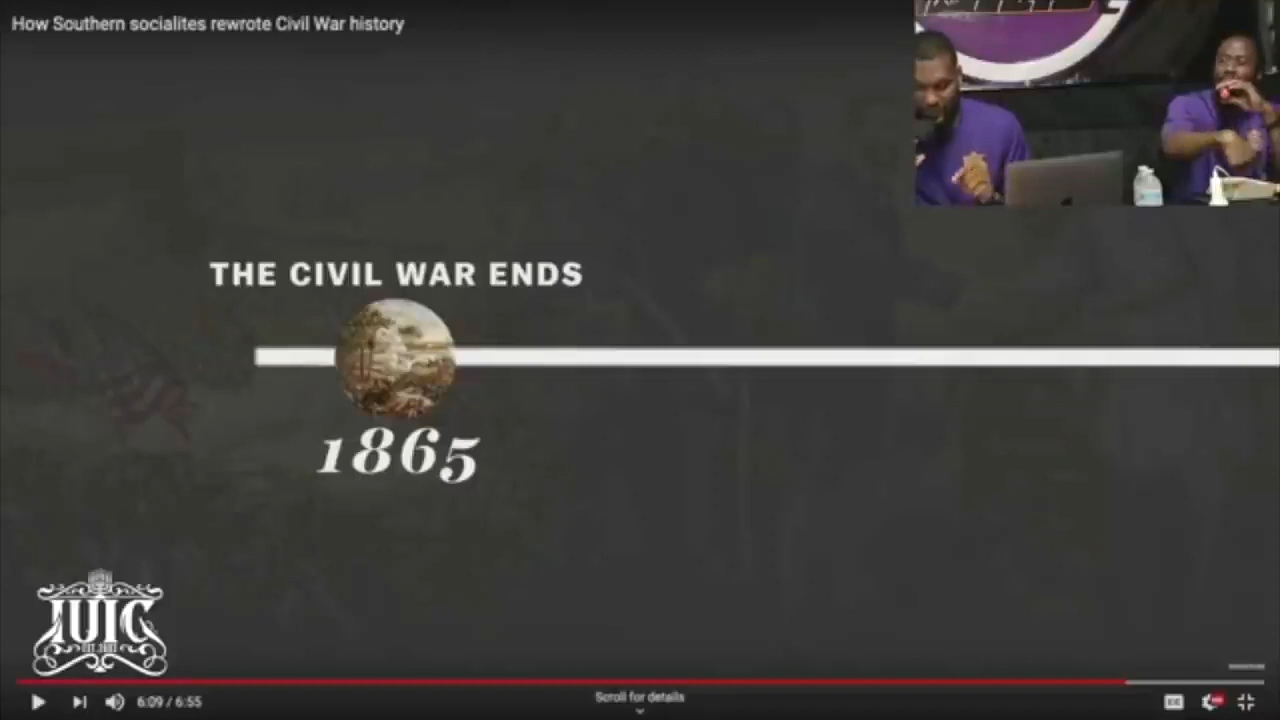 How Southern socialites rewrote Civil War history
THE CIVIL WAR ENDS
1865
IUIC
6:09 / 6:55
Scroll for details